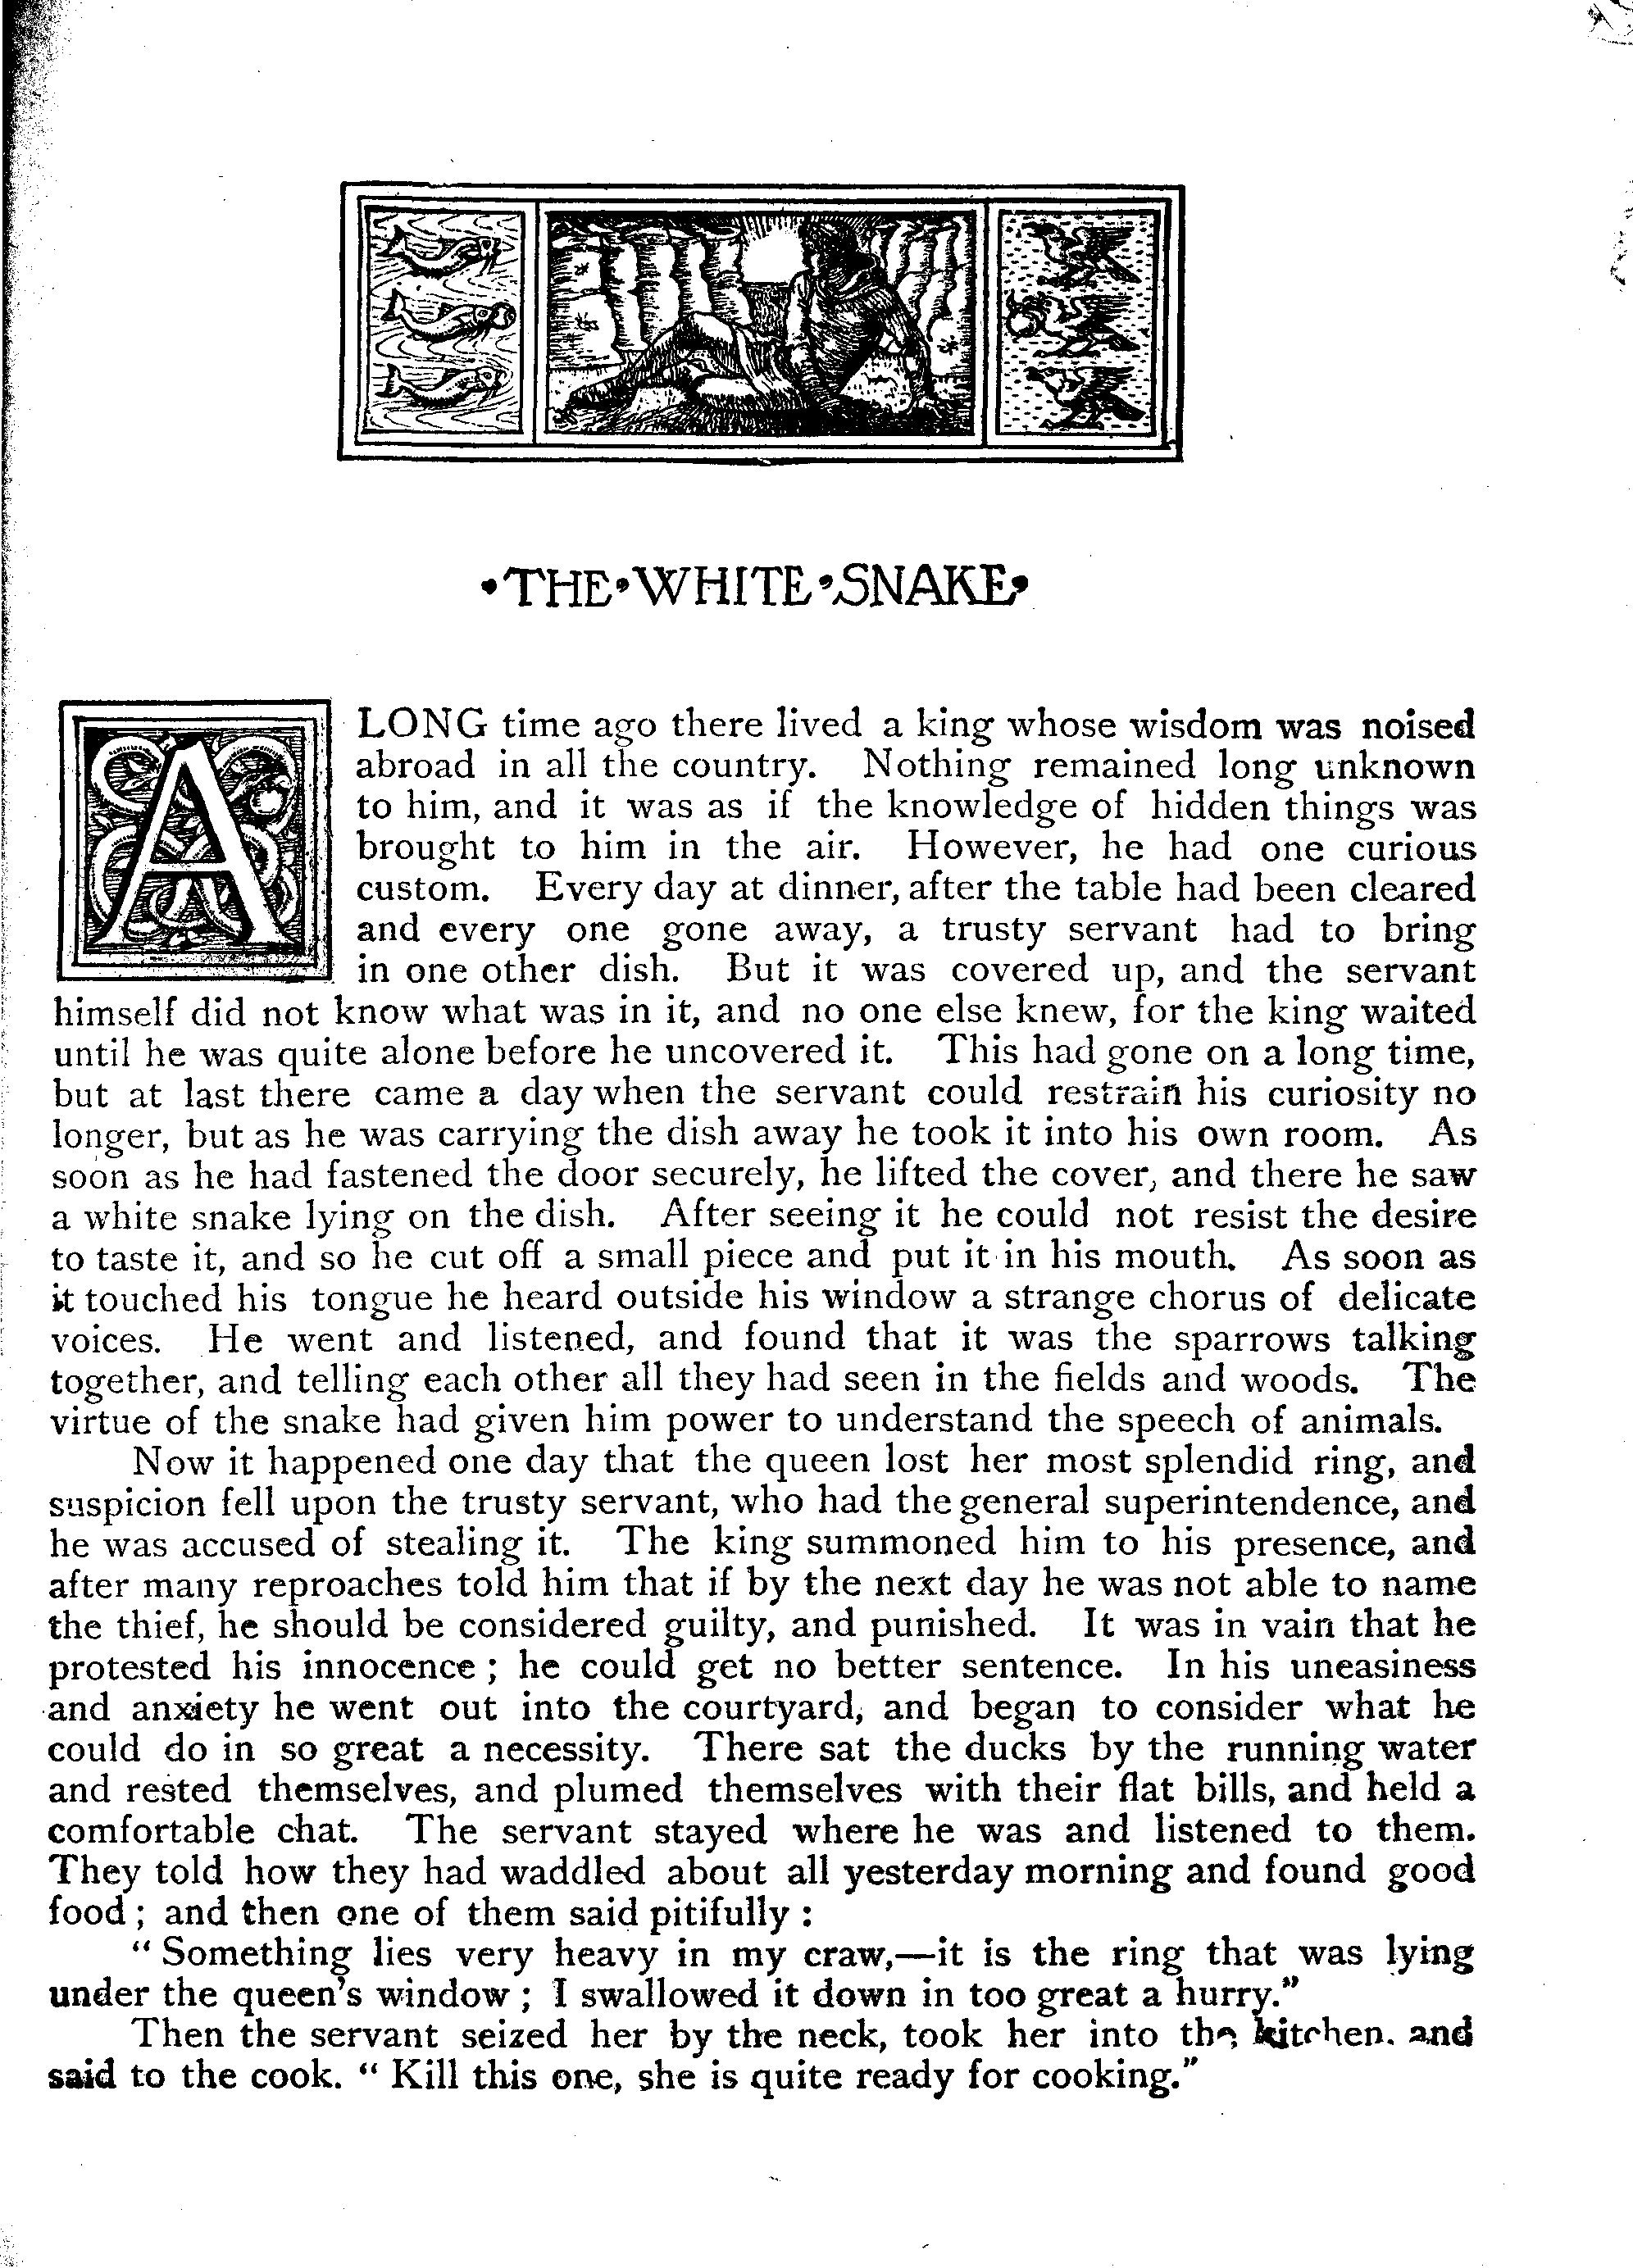 ·THE·WHITE·SNAKE·
A LONG time ago there lived a king whose wisdom was noised
abroad in all the country. Nothing remained long unknown
to him, and it was as if the knowledge of hidden things was
brought to him in the air. However, he had one curious
custom. Every day at dinner, after the table had been cleared
and every one gone away, a trusty servant had to bring
in one other dish. But it was covered up, and the servant
himself did not know what was in it, and no one else knew, for the king waited
until he was quite alone before he uncovered it. This had gone on a long time,
but at last there came a day when the servant could restrain his curiosity no
longer, but as he was carrying the dish away he took it into his own room. As
soon as he had fastened the door securely, he lifted the cover, and there he saw
a white snake lying on the dish. After seeing it he could not resist the desire
to taste it, and so he cut off a small piece and put it in his mouth. As soon as
it touched his tongue he heard outside his window a strange chorus of delicate
voices. He went and listened, and found that it was the sparrows talking
together, and telling each other all they had seen in the fields and woods. The
virtue of the snake had given him power to understand the speech of animals.
Now it happened one day that the queen lost her most splendid ring, and
suspicion fell upon the trusty servant, who had the general superintendence, and
he was accused of stealing it. The king summoned him to his presence, and
after many reproaches told him that if by the next day he was not able to name
the thief, he should be considered guilty, and punished. It was in vain that he
protested his innocence; he could get no better sentence. In his uneasiness
and anxiety he went out into the courtyard, and began to consider what he
could do in so great a necessity. There sat the ducks by the running water
and rested themselves, and plumed themselves with their flat bills, and held a
comfortable chat. The servant stayed where he was and listened to them.
They told how they had waddled about all yesterday morning and found good
food; and then one of them said pitifully:
"Something lies very heavy in my craw,—it is the ring that was lying
under the queen's window; I swallowed it down in too great a hurry."
Then the servant seized her by the neck, took her into the kitchen. and
said to the cook. "Kill this one, she is quite ready for cooking."